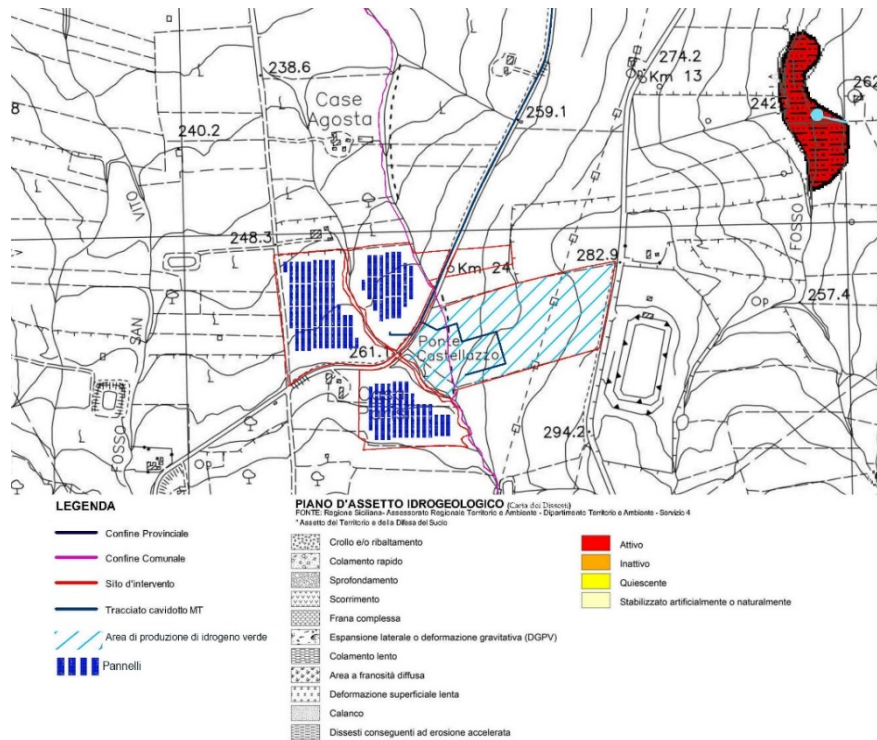 238.6
274.2
Km 13
262
242
Case
Agosta
259.1
8
240.2
VITO
FOSSO
248.3
Km 24
282.9
257.4
Op
SAN
261.1
Ponte
Castellazzo
294.2
FOSSO
Op
LEGENDA
Confine Provinciale
Confine Comunale
Sito d'intervento
Tracciato cavidotto MT
Area di produzione di idrogeno verde
Pannelli
PIANO D'ASSETTO IDROGEOLOGICO (Carta dei Dissesti)
FONTE: Regione Siciliana- Assessorato Regionale Territorio e Ambiente - Dipartimento Territorio e Ambiente - Servizio 4
" Assetto del Territorio e della Difesa del Suolo
Crollo e/o ribaltamento
Colamento rapido
Sprofondamento
Scorrimento
Frana complessa
Espansione laterale o deformazione gravitativa (DGPV)
Colamento lento
Area a franosità diffusa
Deformazione superficiale lenta
Calanco
Dissesti conseguenti ad erosione accelerata
Attivo
Inattivo
Quiescente
Stabilizzato artificialmente o naturalmente